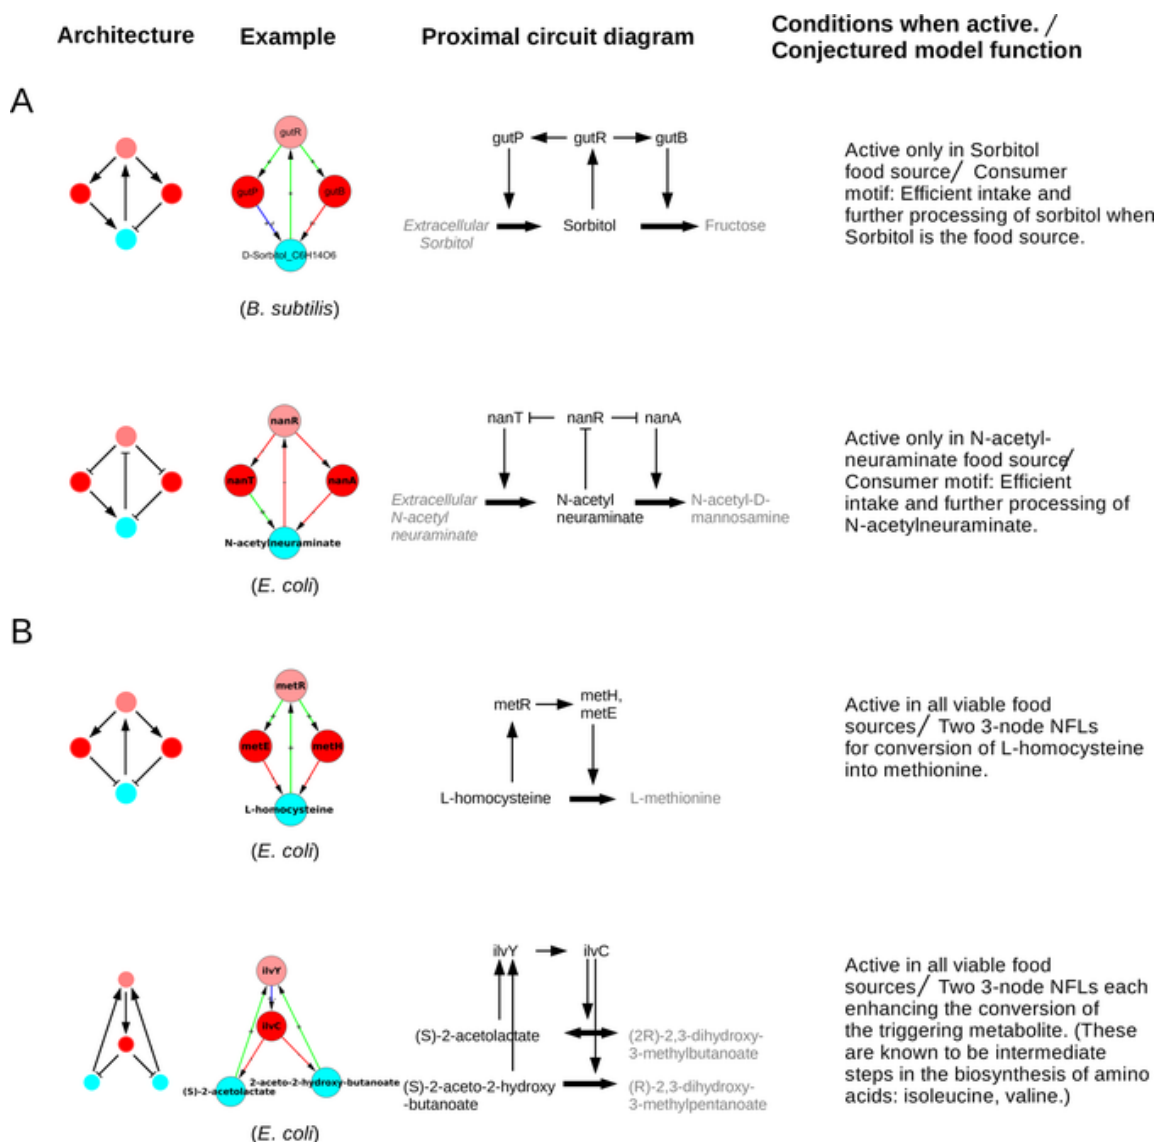 Architecture
Example
Proximal circuit diagram
Conditions when active. /
Conjectured model function
A
gutR
gutP
gutB
D-Sorbitol_C6H14O6
(B. subtilis)
gutP
gutR
gutB
Extracellular
Sorbitol
Sorbitol
Fructose
Active only in Sorbitol
food source/ Consumer
motif: Efficient intake and
further processing of sorbitol when
Sorbitol is the food source.
nanR
nanT
nanA
N-acetylneuraminate
(E. coli)
nanT
nanR
nanA
Extracellular
N-acetyl
neuraminate
N-acetyl
neuraminate
N-acetyl-D-
mannosamine
Active only in N-acetyl-
neuraminate food source/
Consumer motif: Efficient
intake and further processing of
N-acetylneuraminate.
B
metR
metE
metH
L-homocysteine
(E. coli)
metR
metH,
metE
L-homocysteine
L-methionine
Active in all viable food
sources/ Two 3-node NFLs
for conversion of L-homocysteine
into methionine.
ilvY
ilvC
(S)-2-acetolactate
2-aceto-2-hydroxy-butanoate
(E. coli)
ilvY
ilvC
(S)-2-acetolactate
(2R)-2,3-dihydroxy-
3-methylbutanoate
(S)-2-aceto-2-hydroxy
-butanoate
(R)-2,3-dihydroxy-
3-methylpentanoate
Active in all viable food
sources/ Two 3-node NFLs each
enhancing the conversion of
the triggering metabolite. (These
are known to be intermediate
steps in the biosynthesis of amino
acids: isoleucine, valine.)